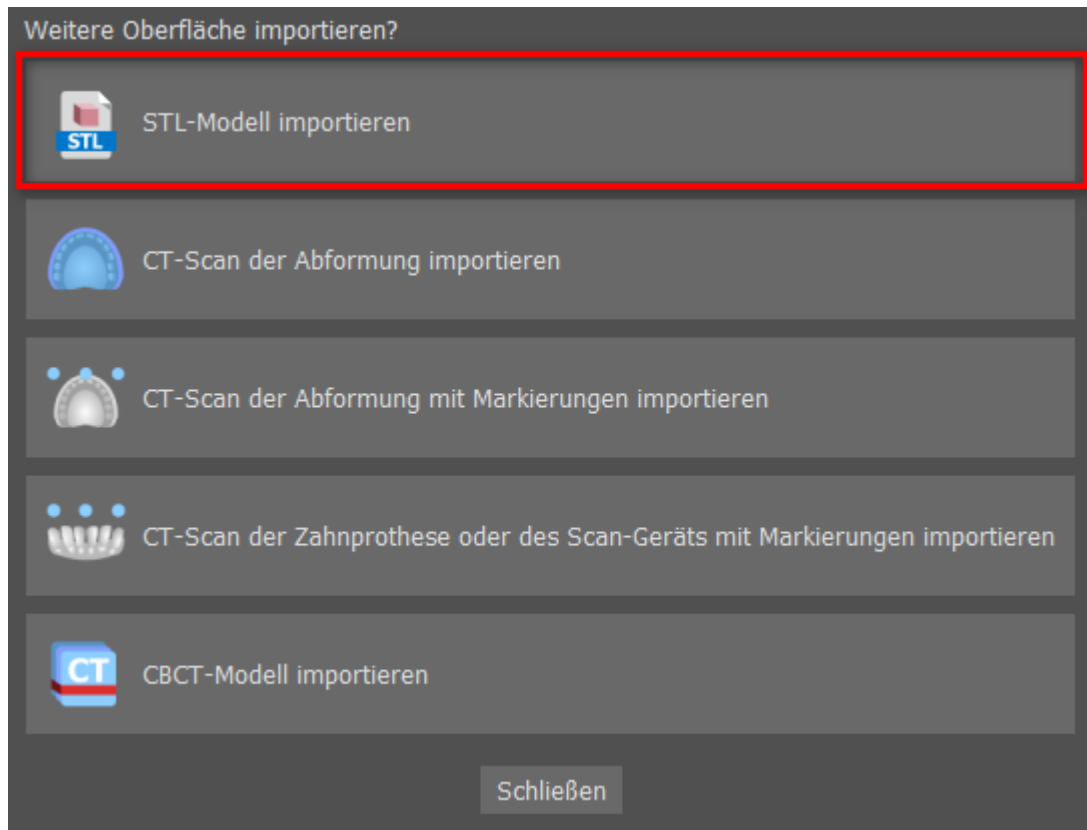 Weitere Oberfläche importieren?
STL
STL-Modell importieren
CT-Scan der Abformung importieren
CT-Scan der Abformung mit Markierungen importieren
CT-Scan der Zahnprothese oder des Scan-Geräts mit Markierungen importieren
CT
CBCT-Modell importieren
Schließen